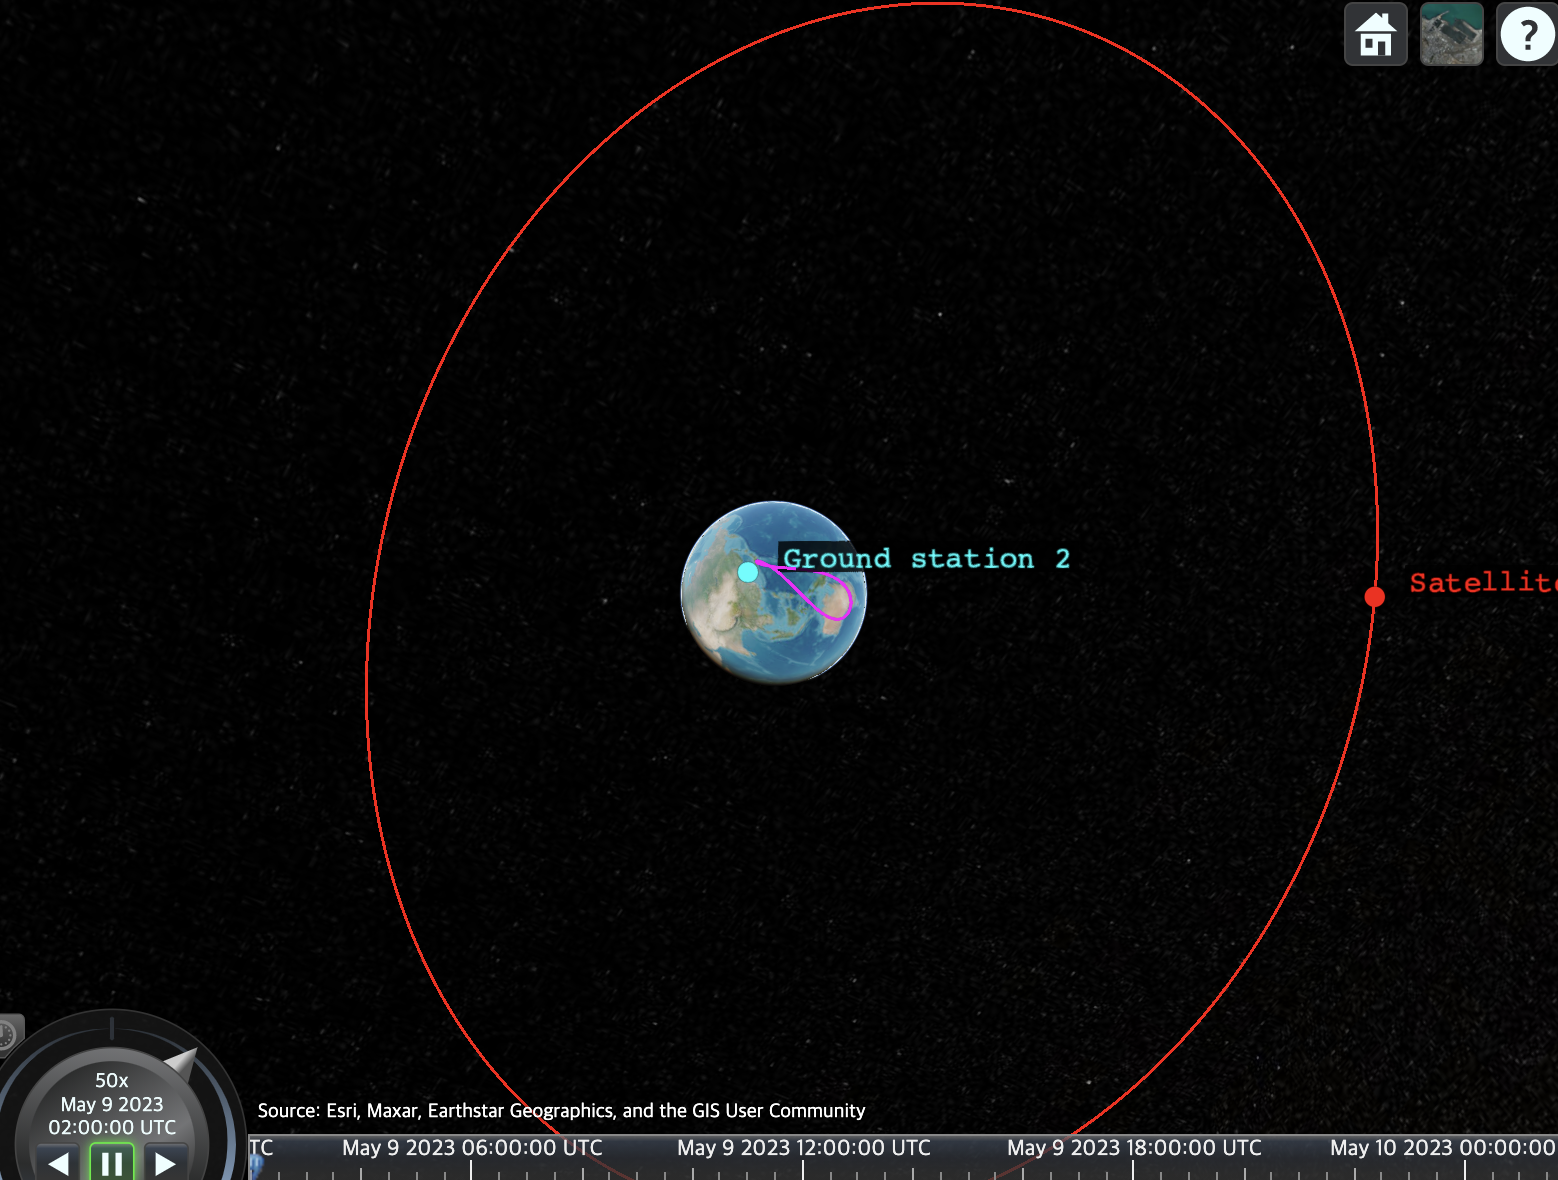 ?
Ground station 2
Satellite
50x
May 9 2023
02:00:00 UTC
Source: Esri, Maxar, Earthstar Geographics, and the GIS User Community
TC
May 9 2023 06:00:00 UTC
May 9 2023 12:00:00 UTC
May 9 2023 18:00:00 UTC
May 10 2023 00:00:00